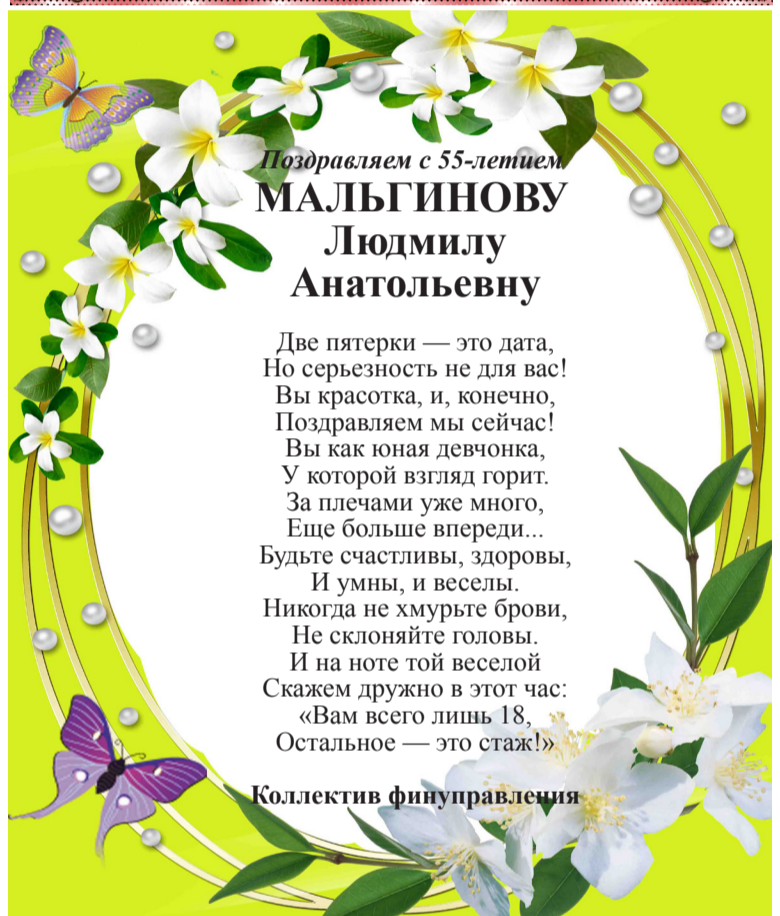 Поздравляем с 55-летием
МАЛЬГИНОВУ
Людмилу
Анатольевну
Две пятерки — это дата,
Но серьезность не для вас!
Вы красотка, и, конечно,
Поздравляем мы сейчас!
Вы как юная девчонка,
У которой взгляд горит.
За плечами уже много,
Еще больше впереди...
Будьте счастливы, здоровы,
И умны, и веселы.
Никогда не хмурьте брови,
Не склоняйте головы.
И на ноте той веселой
Скажем дружно в этот час:
«Вам всего лишь 18,
Остальное — это стаж!»
Коллектив финуправления